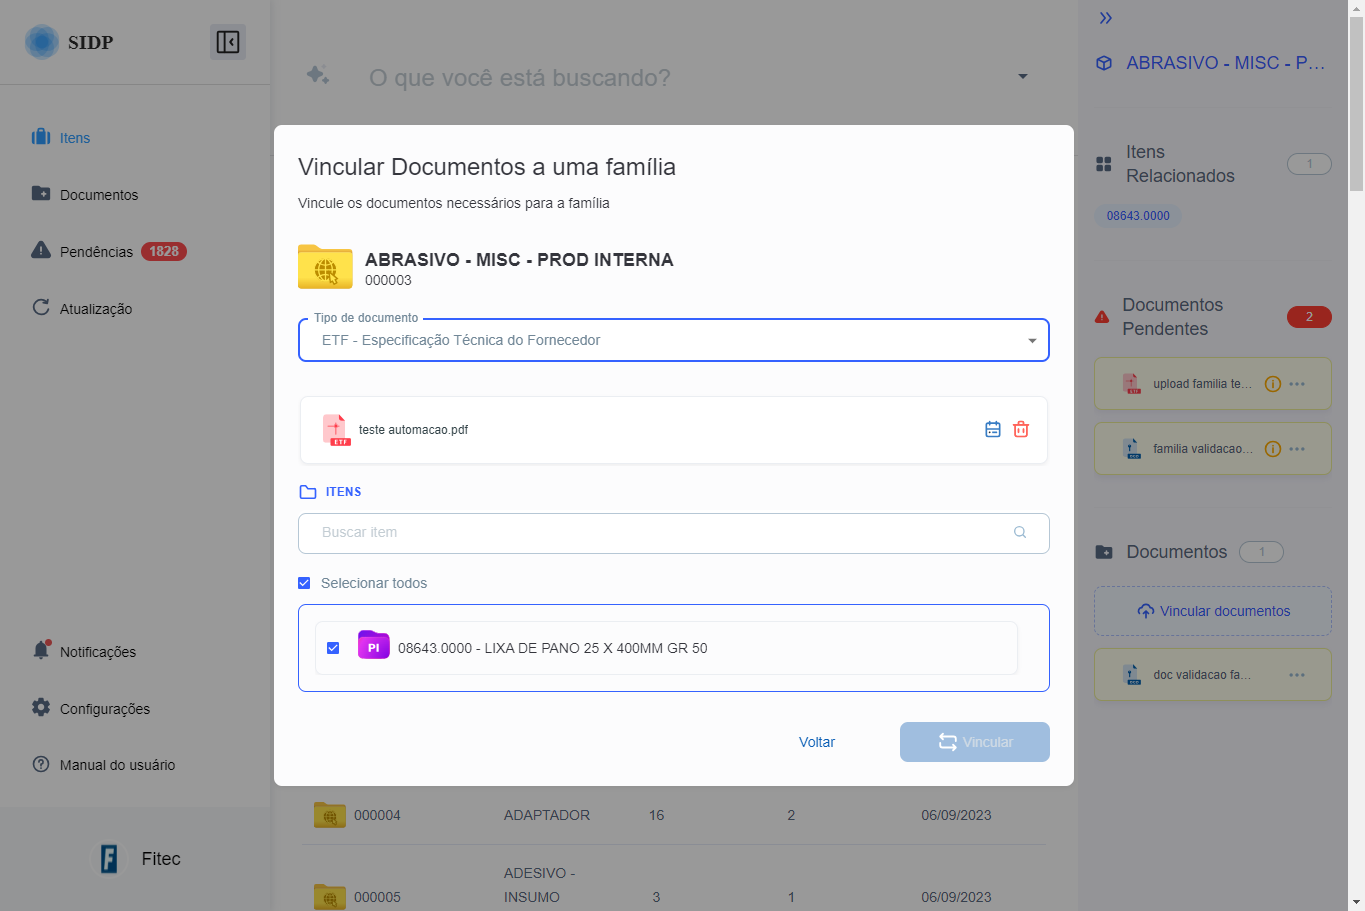 SIDP
Itens
Documentos
Pendências 1828
Atualização
Notificações
Configurações
Manual do usuário
Fitec
O que você está buscando?
Vincular Documentos a uma família
Vincule os documentos necessários para a família
ABRASIVO - MISC - PROD INTERNA
000003
Tipo de documento
ETF - Especificação Técnica do Fornecedor
ETF
teste automacao.pdf
ITENS
Buscar item
Selecionar todos
PI 08643.0000 - LIXA DE PANO 25 X 400MM GR 50
Voltar
Vincular
000004 ADAPTADOR 16 2 06/09/2023
ADESIVO -
000005 INSUMO 3 1 06/09/2023
ABRASIVO - MISC - P...
Itens
Relacionados
1
08643.0000
Documentos
Pendentes
2
ETF
upload familia te...
familia validacao...
Documentos 1
Vincular documentos
doc validacao fa...